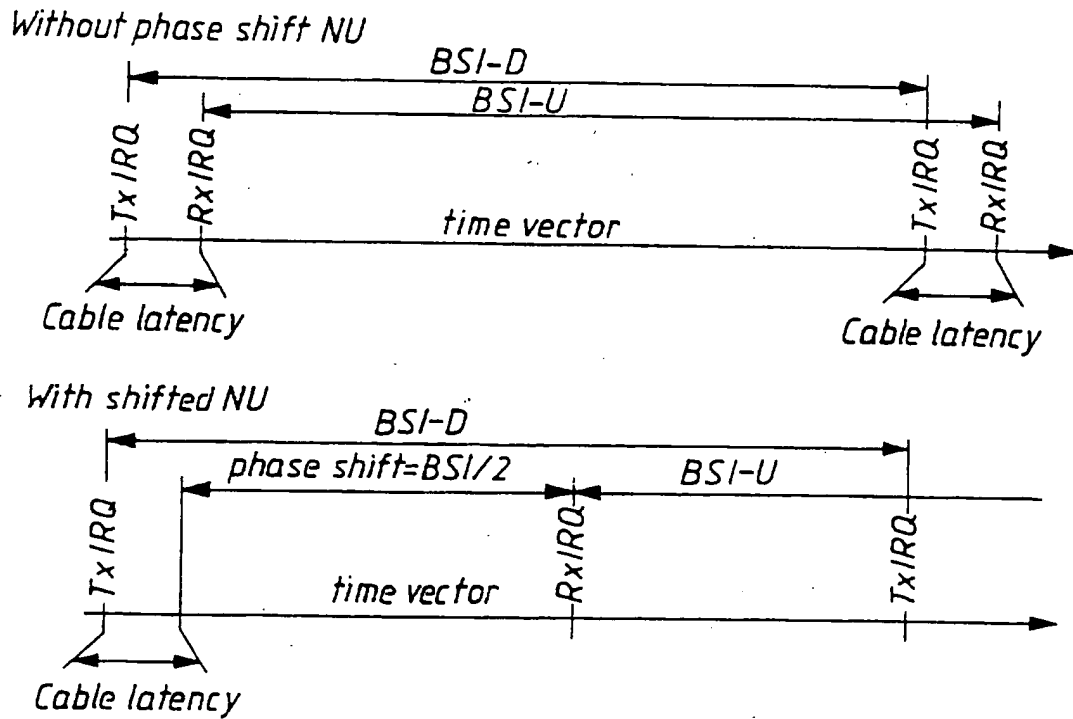 Without phase shift NU
BSI-D
BSI-U
TxIRQ
RxIRQ
TxIRQ
RxIRQ
time vector
Cable latency
Cable latency
With shifted NU
BSI-D
phase shift=BSI/2
BSI-U
TxIRQ
RxIRQ
TxIRQ
time vector
Cable latency